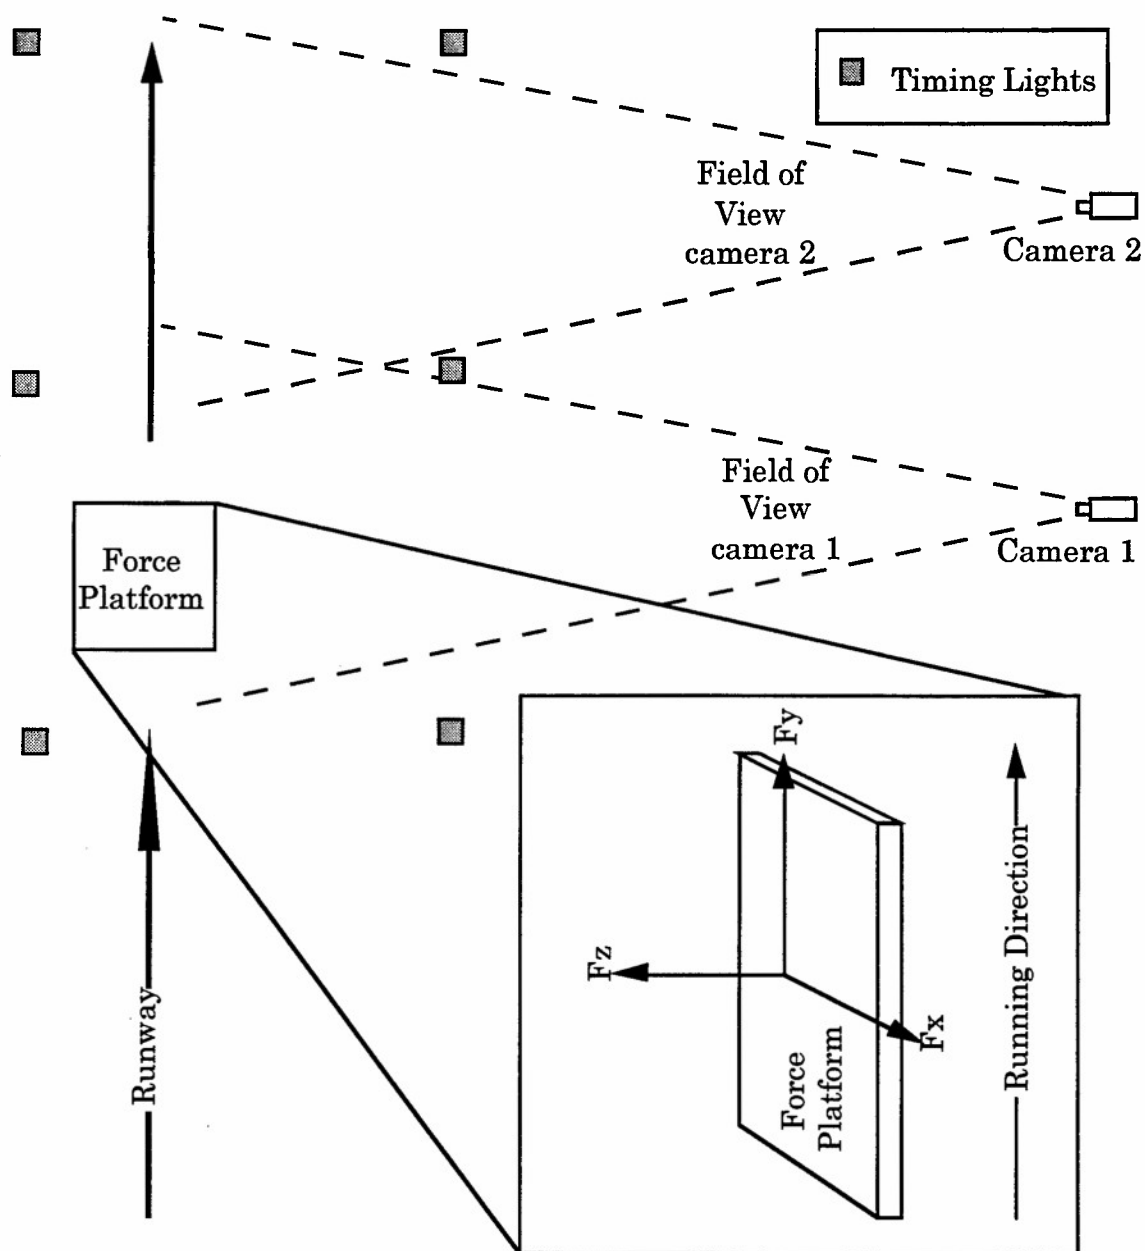 Timing Lights
Field of
View
camera 2
Camera 2
Field of
View
camera 1
Camera 1
Force
Platform
Runway
Fy
Fz
Fx
Force
Platform
Running Direction